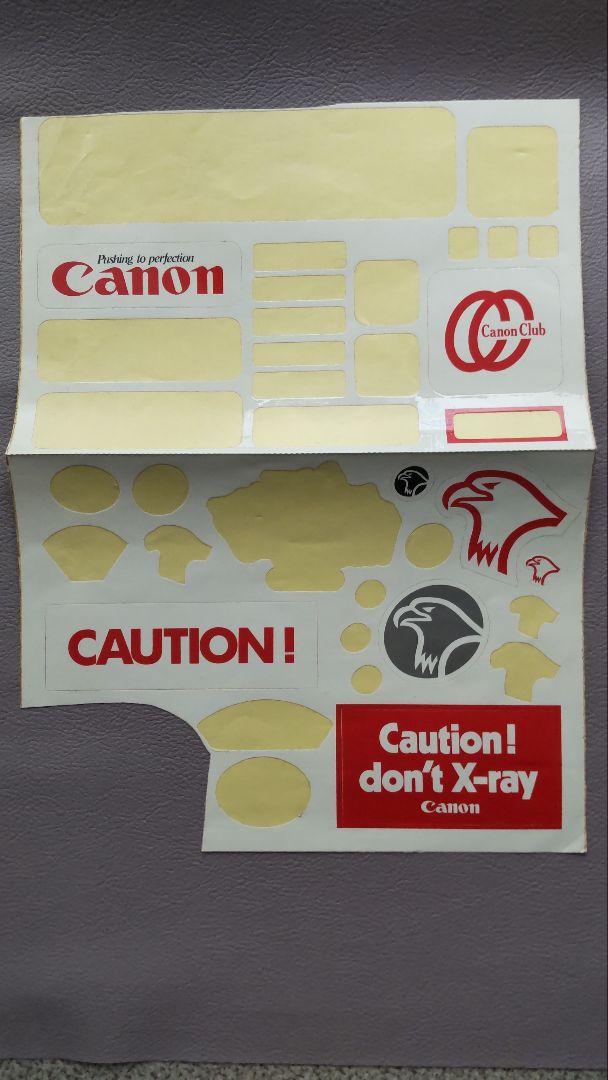 Pushing to perfection
Canon
Canon Club
CAUTION!
Caution!
don't X-ray
Canon